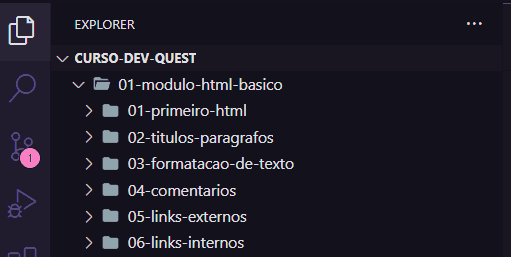 EXPLORER
CURSO-DEV-QUEST
01-modulo-html-basico
01-primeiro-html
02-titulos-paragrafos
03-formatacao-de-texto
04-comentarios
05-links-externos
06-links-internos
1